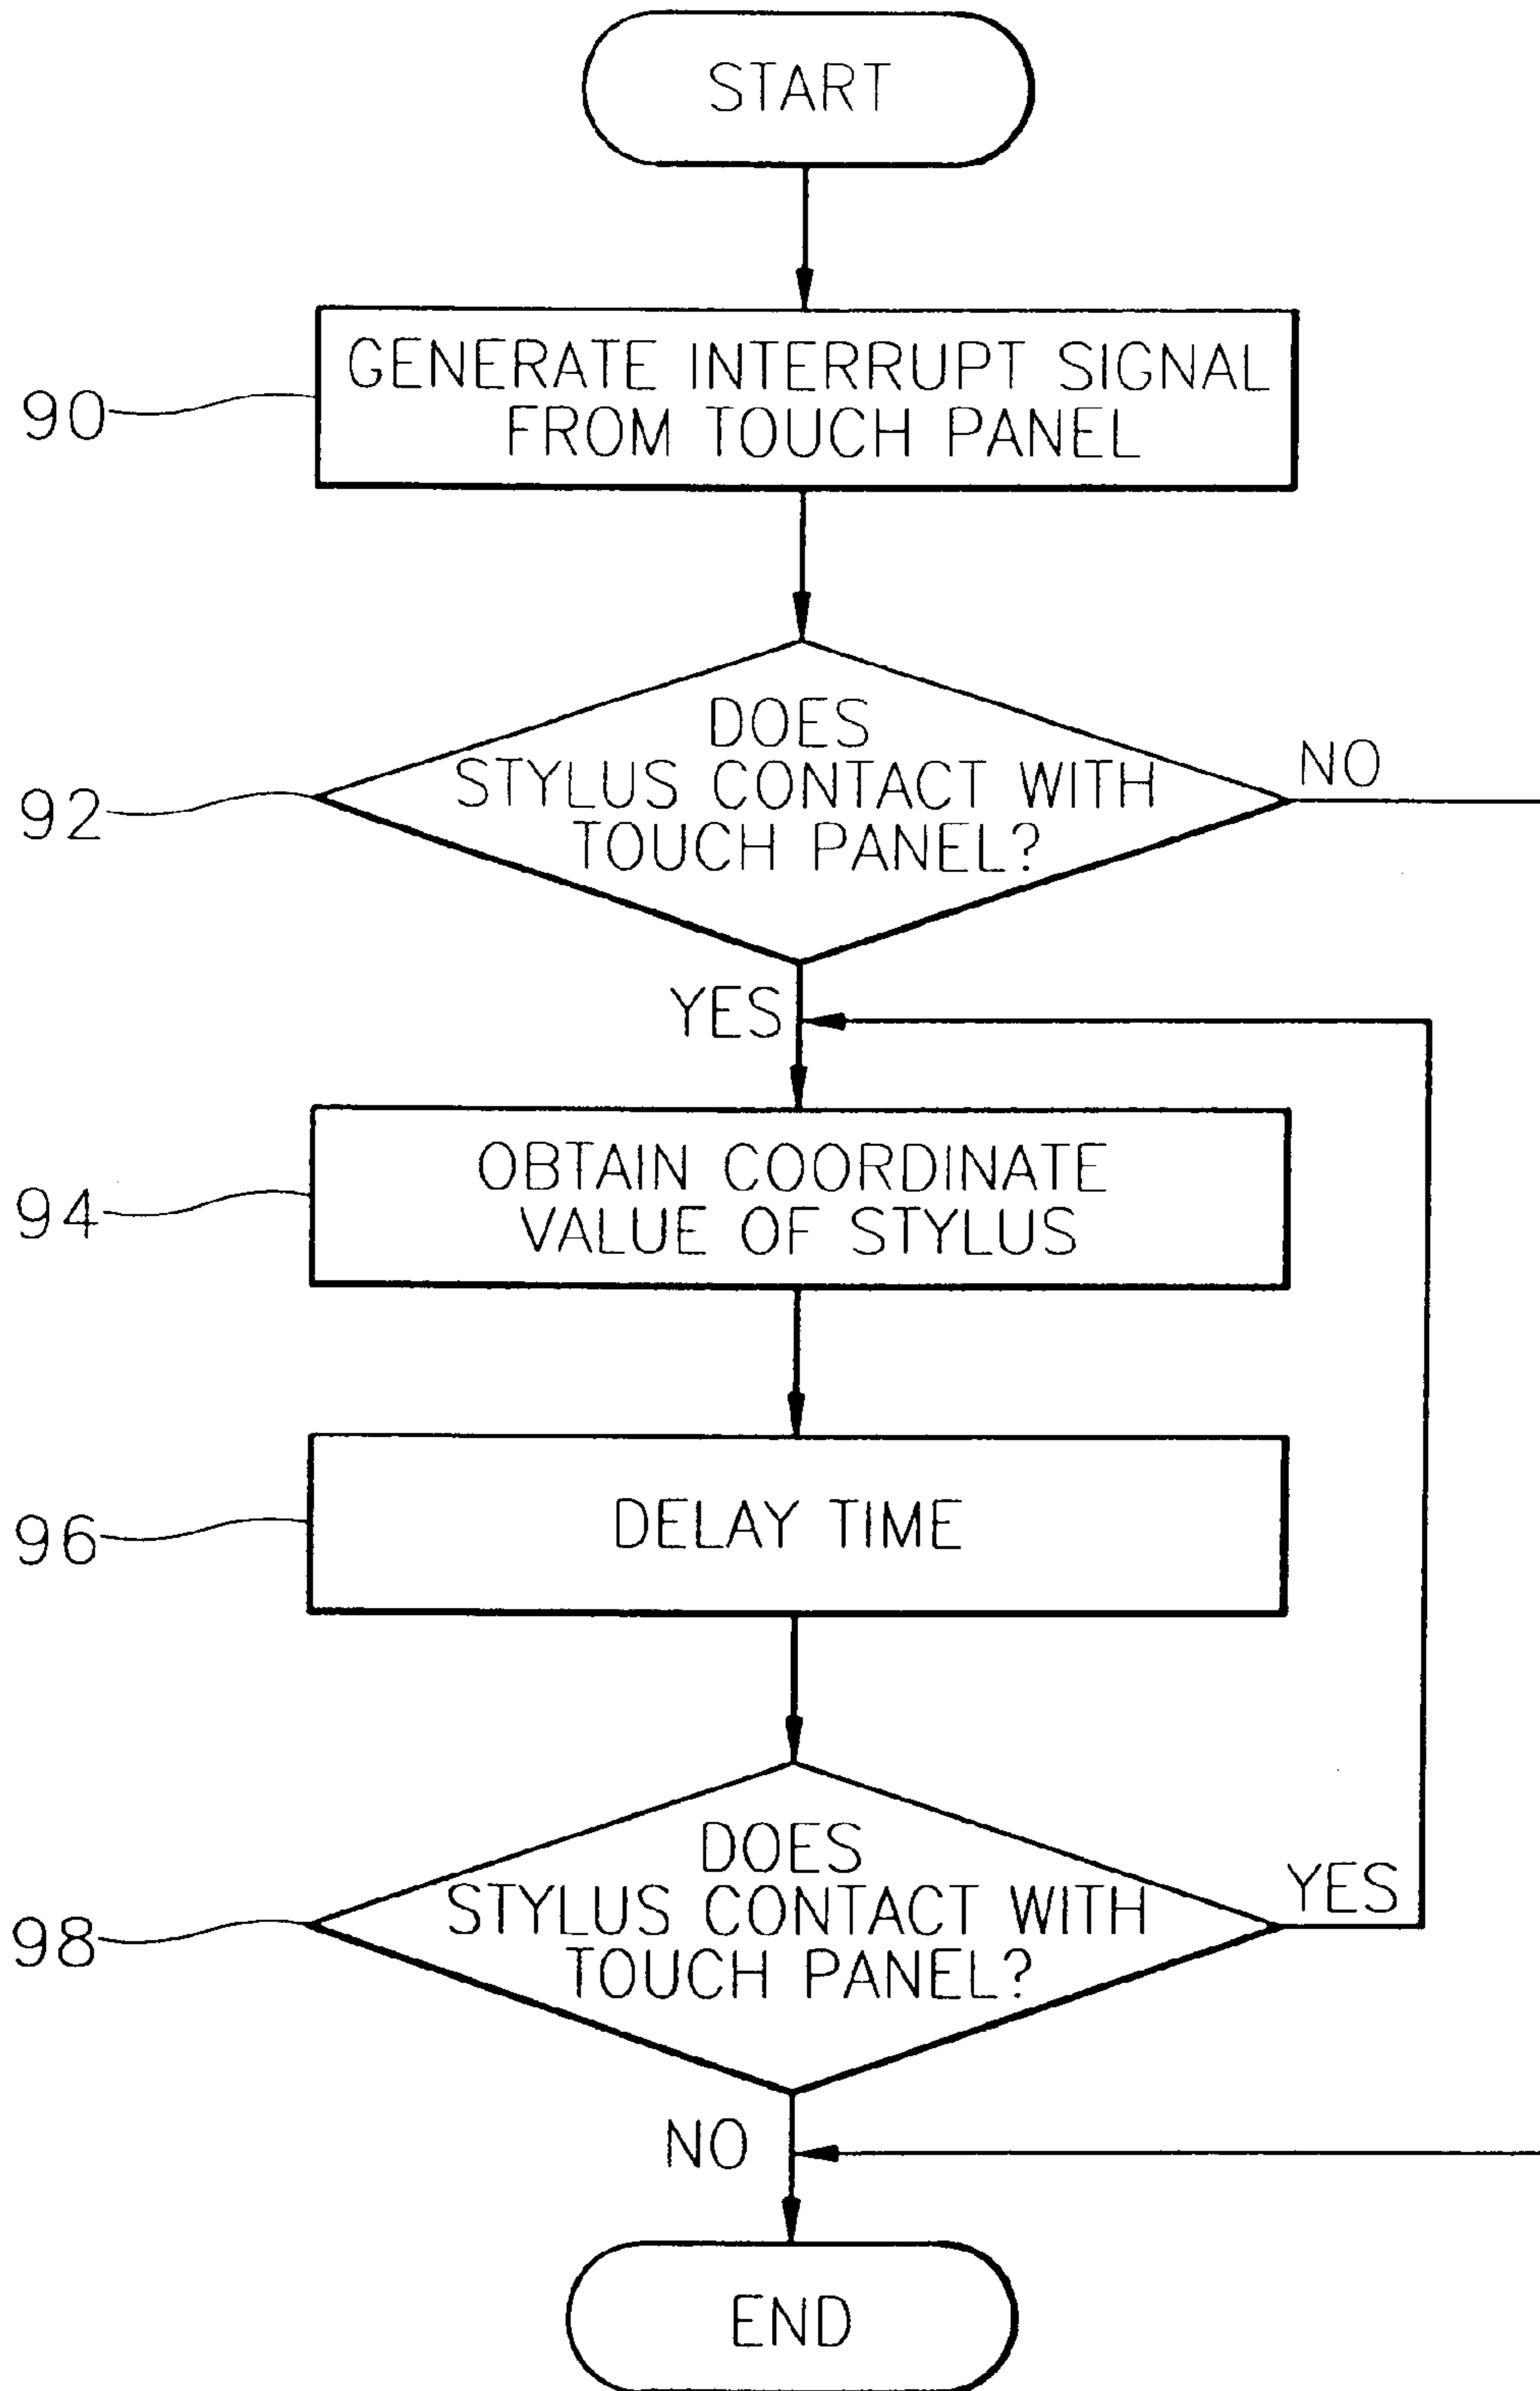 START
GENERATE INTERRUPT SIGNAL
FROM TOUCH PANEL
90
DOES
STYLUS CONTACT WITH
TOUCH PANEL?
NO
92
YES
OBTAIN COORDINATE
VALUE OF STYLUS
94
DELAY TIME
96
DOES
STYLUS CONTACT WITH
TOUCH PANEL?
YES
98
NO
END